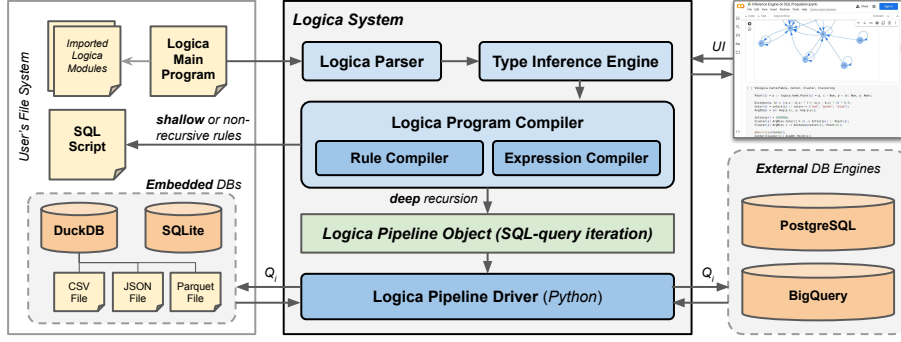 User's File System
Imported
Logica
Modules
Logica
Main
Program
SQL
Script
shallow or non-
recursive rules
Embedded DBs
DuckDB
SQLite
CSV
File
JSON
File
Parquet
File
Qi
Logica System
Logica Parser
Type Inference Engine
Logica Program Compiler
Rule Compiler
Expression Compiler
deep recursion
Logica Pipeline Object (SQL-query iteration)
Logica Pipeline Driver (Python)
UI
Qi
External DB Engines
PostgreSQL
BigQuery